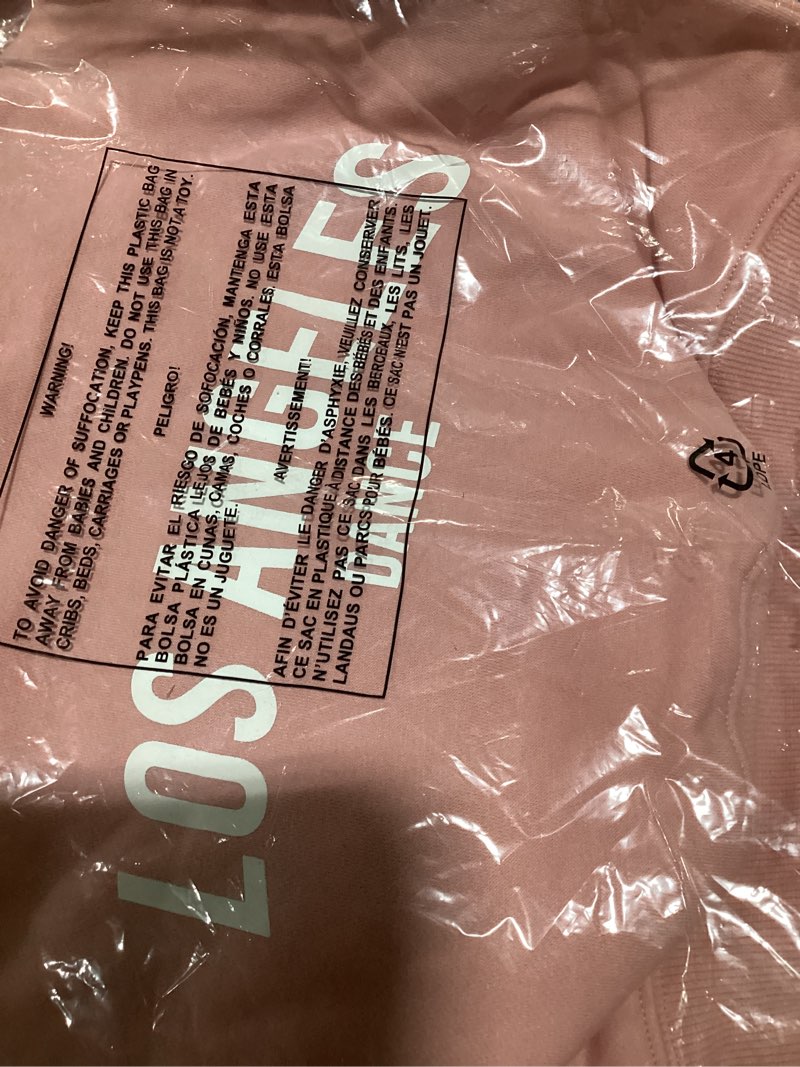 WARNING!
TO AVOID DANGER OF SUFFOCATION, KEEP THIS PLASTIC BAG
AWAY FROM BABIES AND CHILDREN. DO NOT USE THIS BAG IN
CRIBS, BEDS, CARRIAGES OR PLAYPENS. THIS BAG IS NOT A TOY.
PELIGRO!
PARA EVITAR EL RIESGO DE SOFOCACIÓN, MANTENGA ESTA
BOLSA PLÁSTICA LEJOS DE BEBÉS Y NIÑOS. NO USE ESTA
BOLSA EN CUNAS, CAMAS, COCHES O CORRALES. ESTA BOLSA
NO ES UN JUGUETE.
AVERTISSEMENT!
AFIN D'ÉVITER LE DANGER D'ASPHYXIE, VEUILLEZ CONSERVER
CE SAC EN PLASTIQUE À DISTANCE DES BÉBÉS ET DES ENFANTS.
N'UTILISEZ PAS CE SAC DANS LES BERCEAUX, LES LITS, LES
LANDAUS OU PARCS POUR BÉBÉS. CE SAC N'EST PAS UN JOUET.
LOS ANGELES
DANCE
4
LDPE